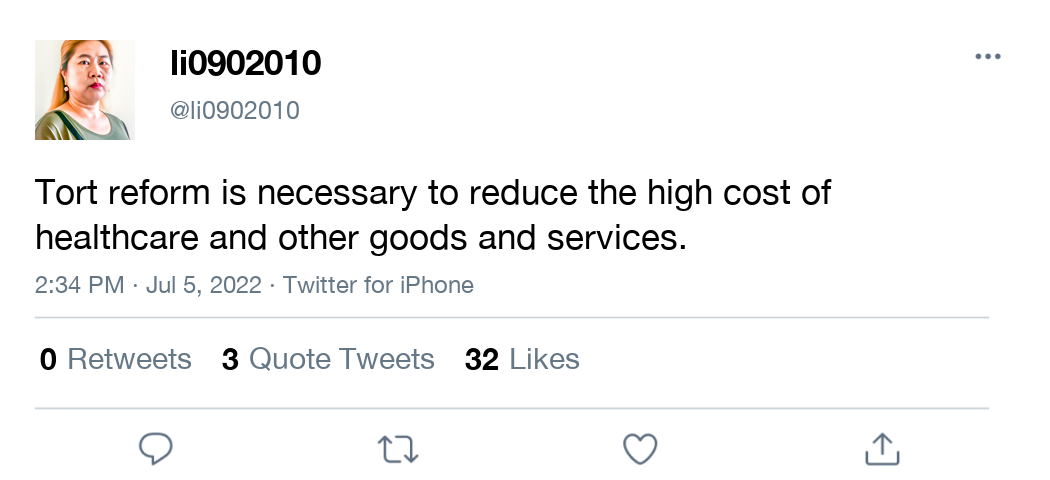 li0902010
@li0902010
Tort reform is necessary to reduce the high cost of
healthcare and other goods and services.
2:34 PM · Jul 5, 2022 · Twitter for iPhone
0 Retweets 3 Quote Tweets 32 Likes